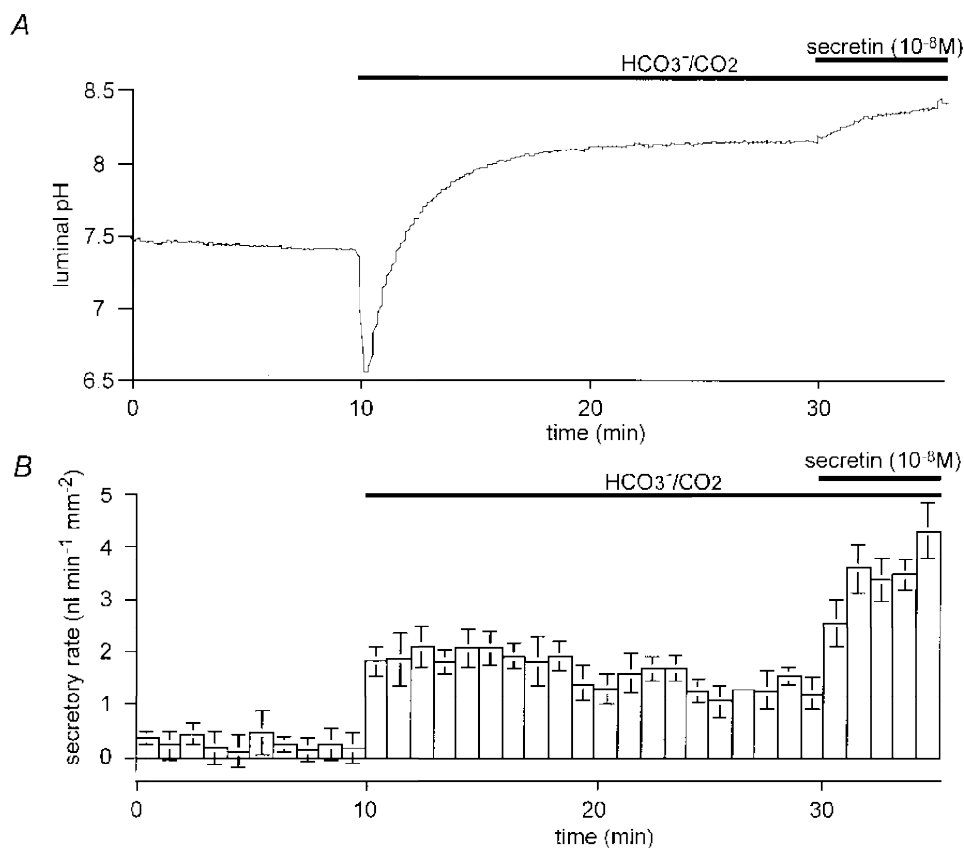 A
secretin (10⁻⁸M)
HCO3⁻/CO2
8.5
8
7.5
7
6.5
luminal pH
0 10 20 30
time (min)
B
secretin (10⁻⁸M)
HCO3⁻/CO2
5
4
3
2
1
0
secretory rate (nl min⁻¹ mm⁻²)
0 10 20 30
time (min)